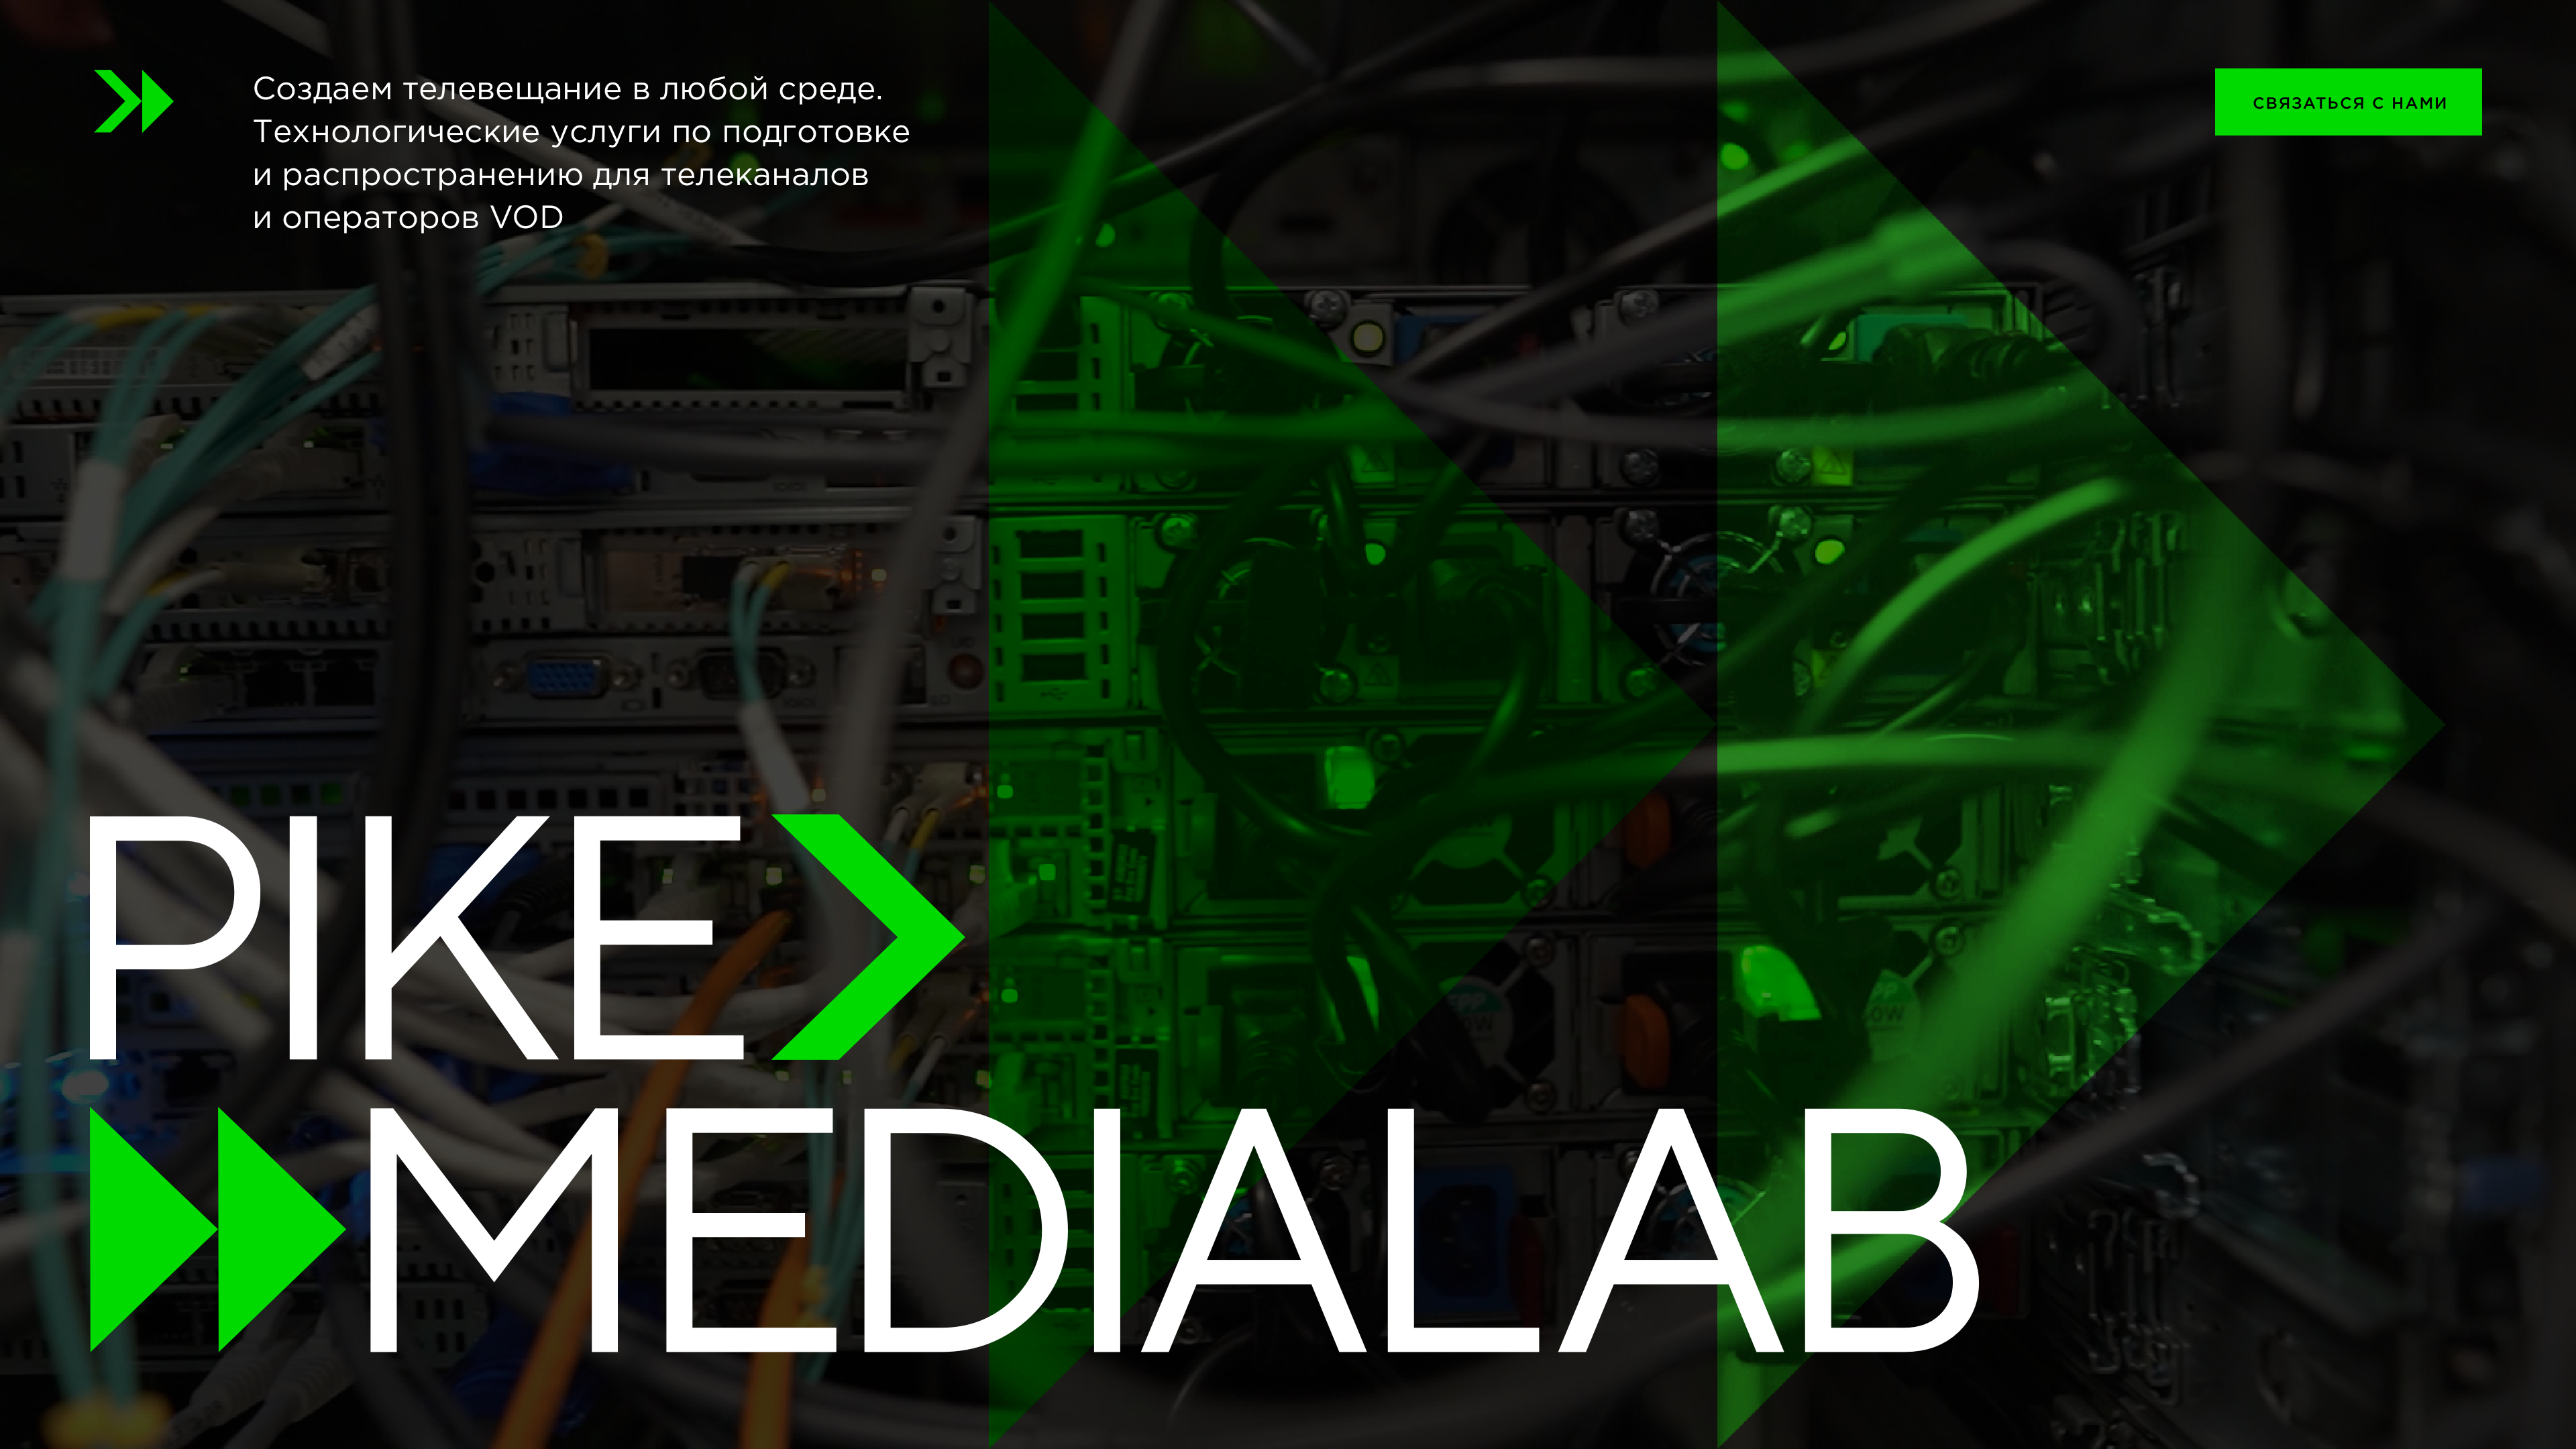 Создаем телевещание в любой среде.
Технологические услуги по подготовке
и распространению для телеканалов
и операторов VOD
СВЯЗАТЬСЯ С НАМИ
PIKE
MEDIALAB